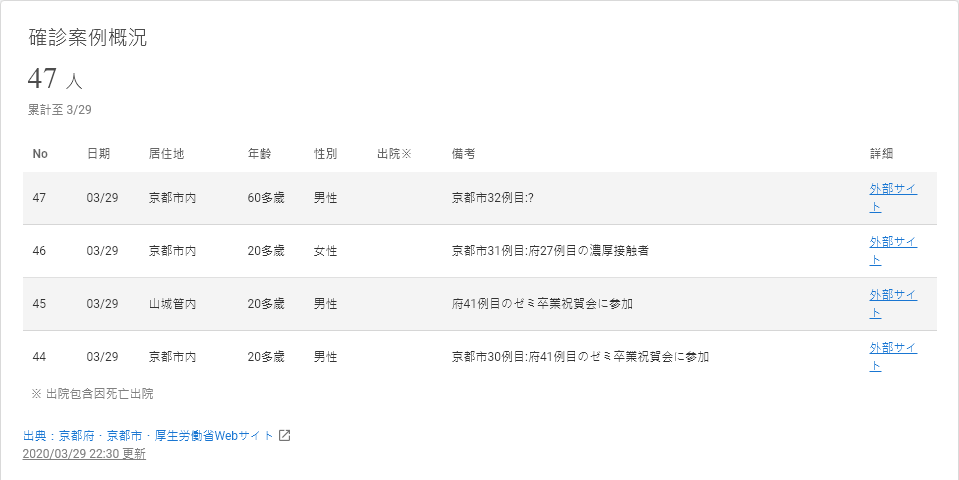 確診案例概況
47 人
累計至 3/29
No 日期 居住地 年齡 性別 出院※ 備考 詳細
47 03/29 京都市内 60多歲 男性 京都市32例目:? 外部サイ
ト
46 03/29 京都市内 20多歲 女性 京都市31例目:府27例目の濃厚接触者 外部サイ
ト
45 03/29 山城管内 20多歲 男性 府41例目のゼミ卒業祝賀会に参加 外部サイ
ト
44 03/29 京都市内 20多歲 男性 京都市30例目:府41例目のゼミ卒業祝賀会に参加 外部サイ
ト
※ 出院包含因死亡出院
出典：京都府・京都市・厚生労働省Webサイト
2020/03/29 22:30 更新